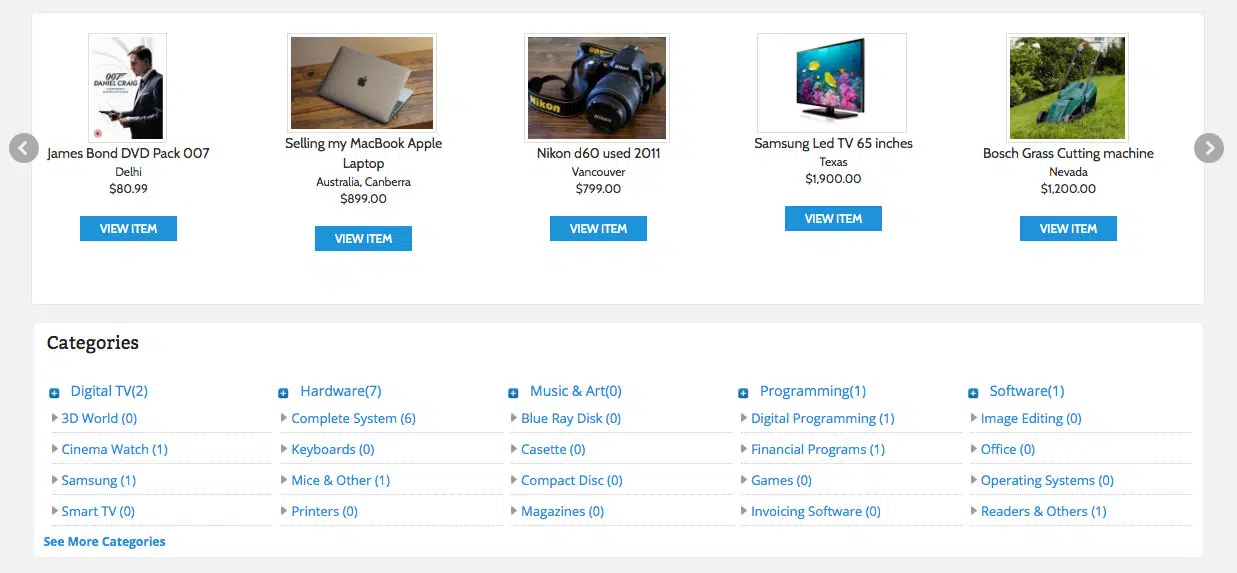 007
DANIEL CRAIG
James Bond DVD Pack 007
Delhi
$80.99
VIEW ITEM
Selling my MacBook Apple
Laptop
Australia, Canberra
$899.00
VIEW ITEM
Nikon
Nikon
Nikon d60 used 2011
Vancouver
$799.00
VIEW ITEM
Samsung Led TV 65 inches
Texas
$1,900.00
VIEW ITEM
Bosch Grass Cutting machine
Nevada
$1,200.00
VIEW ITEM
Categories
Digital TV(2)
3D World (0)
Cinema Watch (1)
Samsung (1)
Smart TV (0)
Hardware(7)
Complete System (6)
Keyboards (0)
Mice & Other (1)
Printers (0)
Music & Art(0)
Blue Ray Disk (0)
Casette (0)
Compact Disc (0)
Magazines (0)
Programming(1)
Digital Programming (1)
Financial Programs (1)
Games (0)
Invoicing Software (0)
Software(1)
Image Editing (0)
Office (0)
Operating Systems (0)
Readers & Others (1)
See More Categories